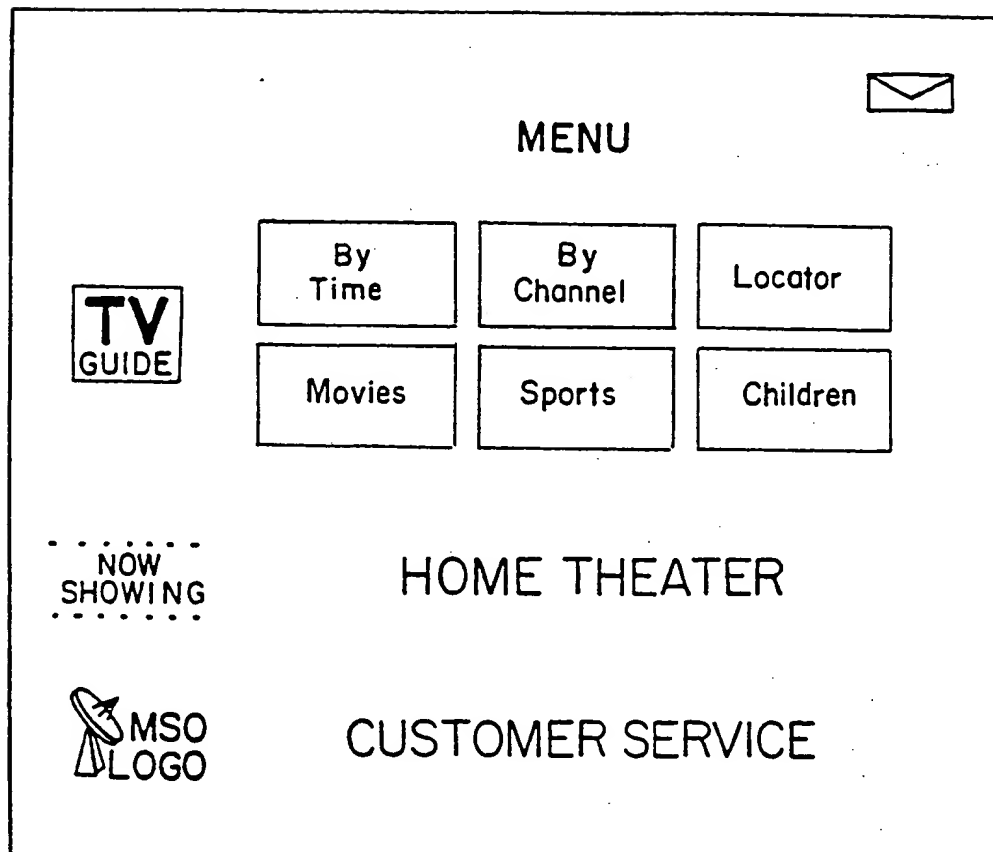 MENU
By
Time
By
Channel
Locator
TV
GUIDE
Movies
Sports
Children
NOW
SHOWING
HOME THEATER
MSO
LOGO
CUSTOMER SERVICE